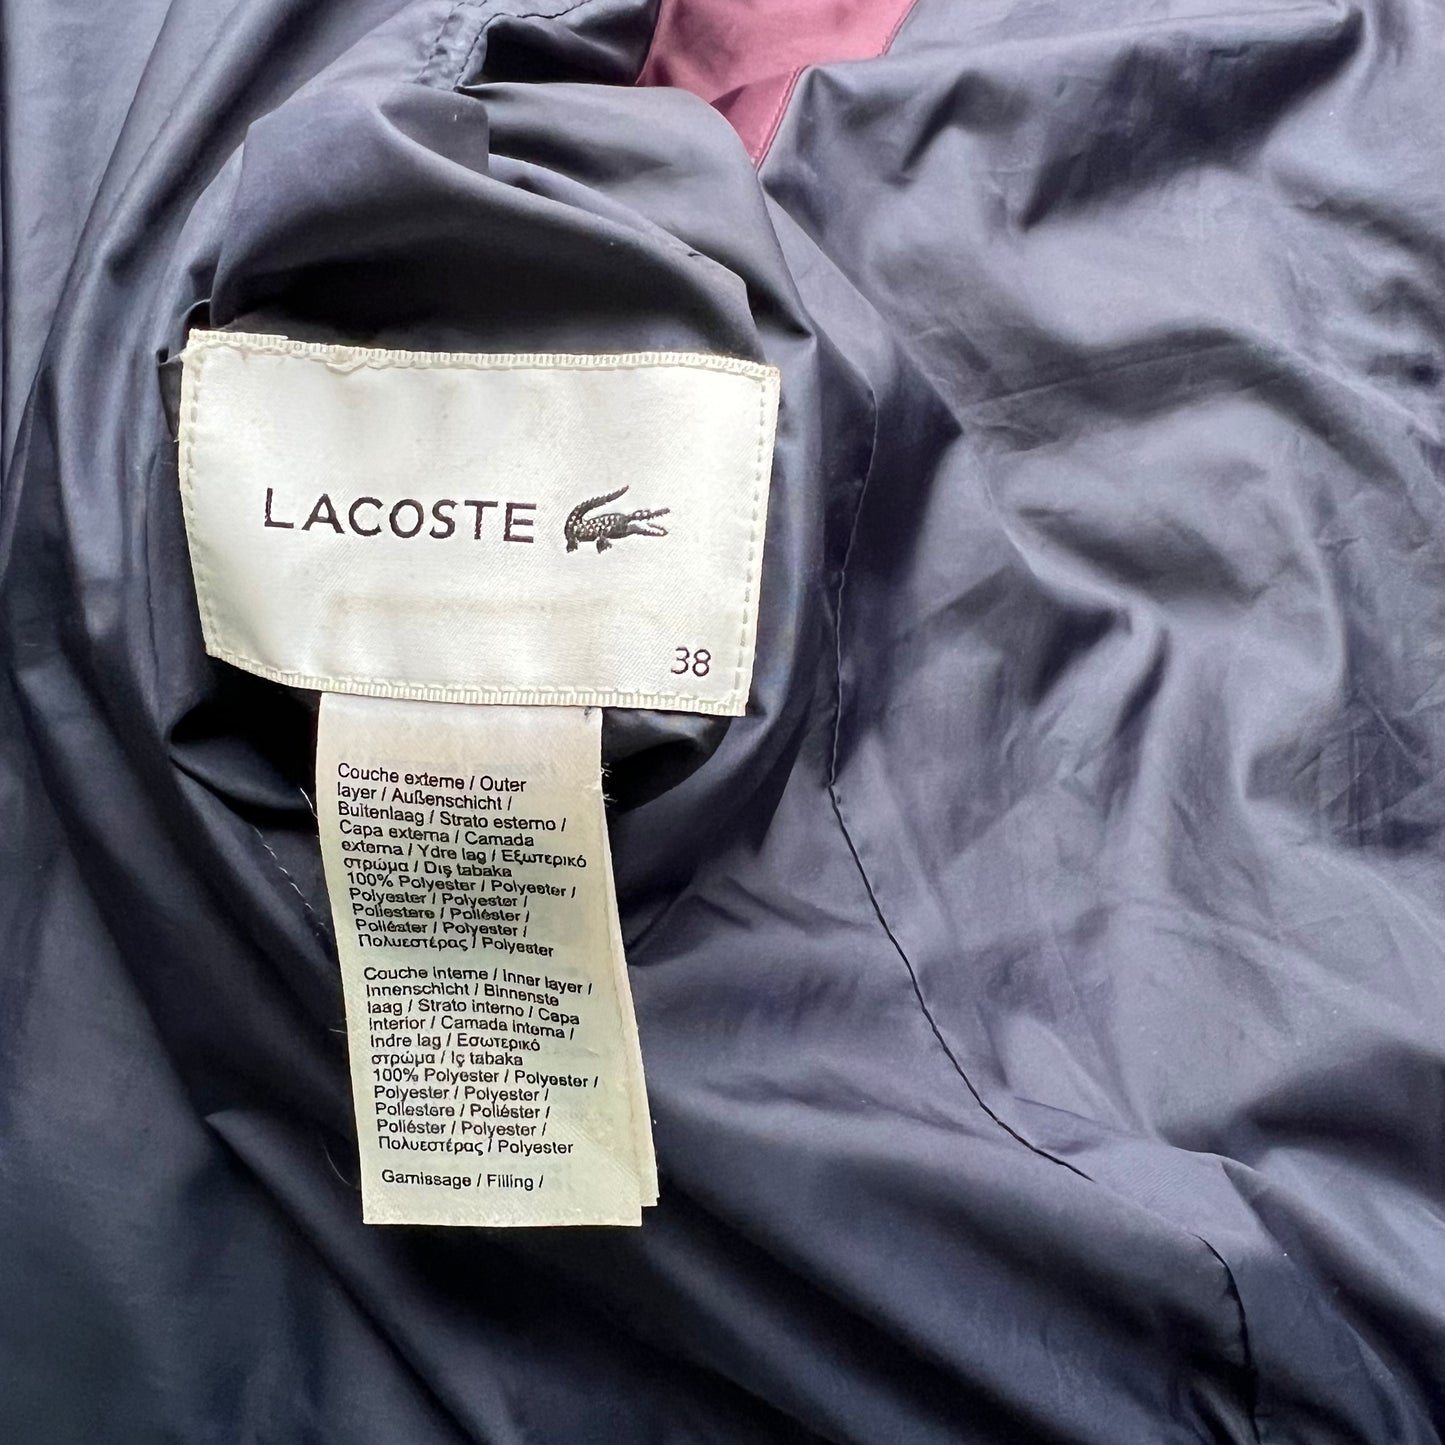 LACOSTE
38
Couche externe / Outer
layer / Außenschicht /
Buitenlaag / Strato esterno /
Capa externa / Camada
externa / Ydre lag / Εξωτερικό
στρώμα / Dış tabaka
100% Polyester / Polyester /
Polyester / Polyester /
Poliestere / Poliéster /
Poliéster / Polyester /
Πολυεστέρας / Polyester
Couche interne / Inner layer /
Innenschicht / Binnenste
laag / Strato interno / Capa
interior / Camada interna /
Indre lag / Εσωτερικό
στρώμα / İç tabaka
100% Polyester / Polyester /
Polyester / Polyester /
Poliestere / Poliéster /
Poliéster / Polyester /
Πολυεστέρας / Polyester
Garnissage / Filling /